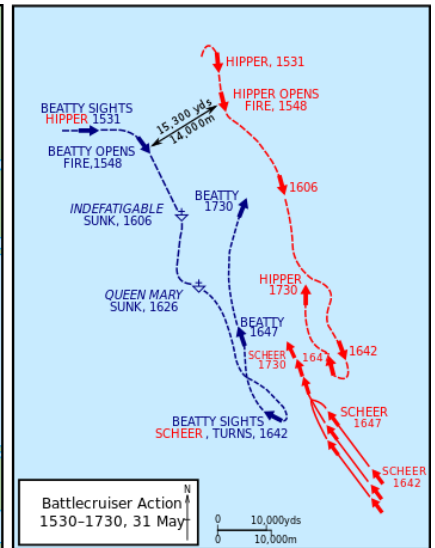 HIPPER, 1531
HIPPER OPENS
FIRE, 1548
BEATTY SIGHTS
HIPPER 1531
15,300 yds
14,000m
BEATTY OPENS
FIRE,1548
1606
BEATTY
1730
INDEFATIGABLE
SUNK, 1606
HIPPER
1730
QUEEN MARY
SUNK, 1626
BEATTY
1647
1642
SCHEER
1730
164
BEATTY SIGHTS
SCHEER, TURNS, 1642
SCHEER
1647
SCHEER
1642
Battlecruiser Action
1530–1730, 31 May
N
0 10,000yds
0 10,000m